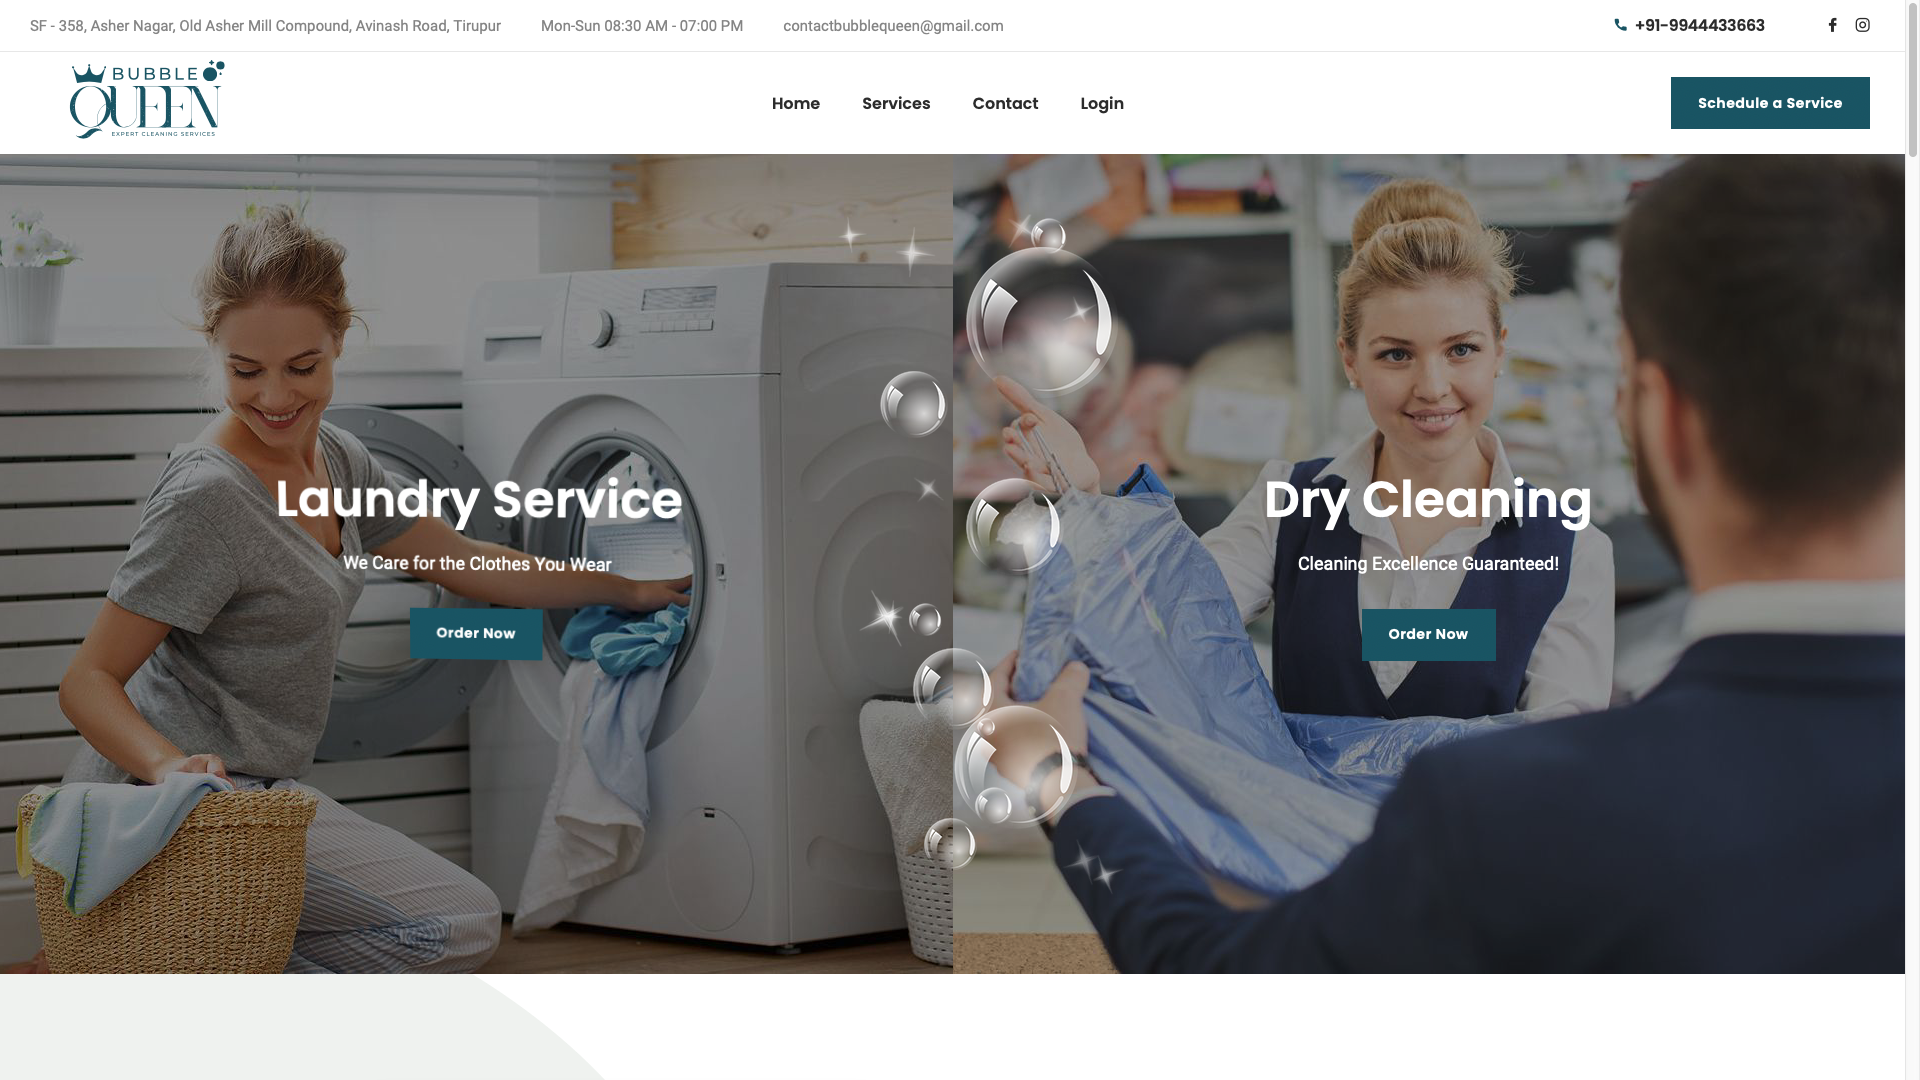 SF - 358, Asher Nagar, Old Asher Mill Compound, Avinash Road, Tirupur
Mon-Sun 08:30 AM - 07:00 PM
contactbubblequeen@gmail.com
+91-9944433663
BUBBLE
QUEEN
EXPERT CLEANING SERVICES
Home
Services
Contact
Login
Schedule a Service
Laundry Service
We Care for the Clothes You Wear
Order Now
Dry Cleaning
Cleaning Excellence Guaranteed!
Order Now